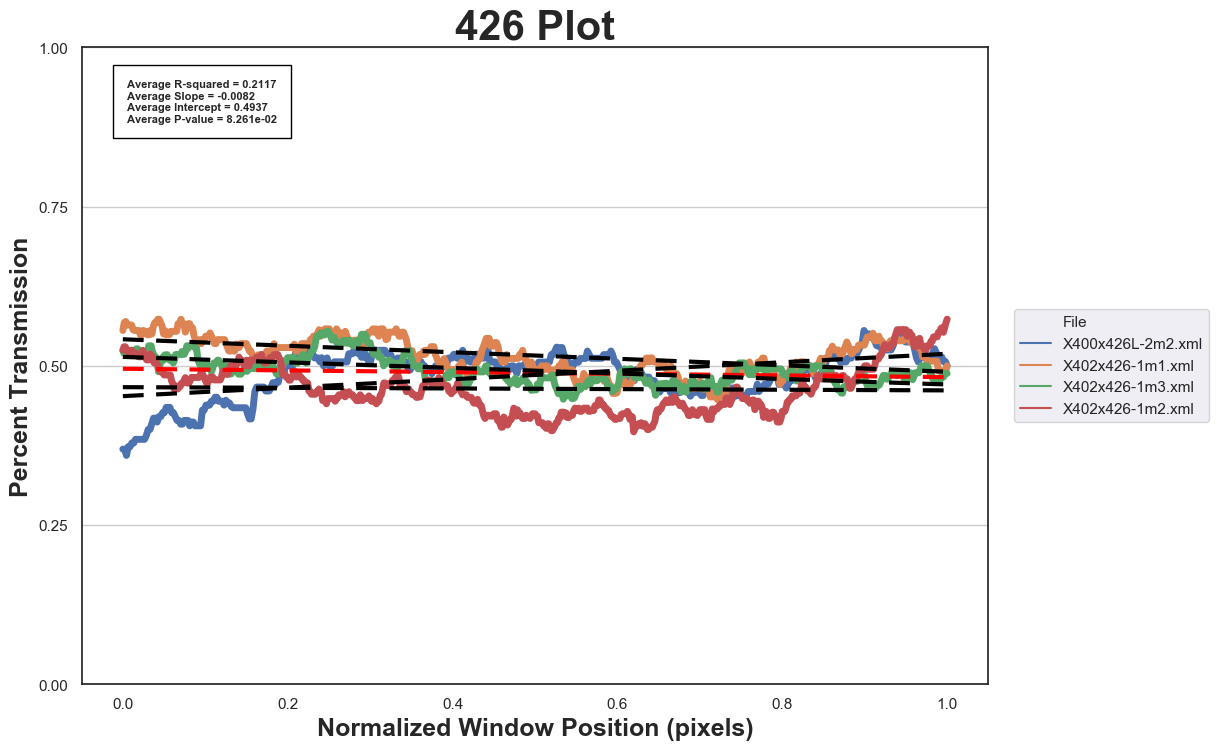 426 Plot
1.00
0.75
0.50
0.25
0.00
Percent Transmission
Average R-squared = 0.2117
Average Slope = -0.0082
Average Intercept = 0.4937
Average P-value = 8.261e-02
0.0 0.2 0.4 0.6 0.8 1.0
Normalized Window Position (pixels)
File
X400x426L-2m2.xml
X402x426-1m1.xml
X402x426-1m3.xml
X402x426-1m2.xml